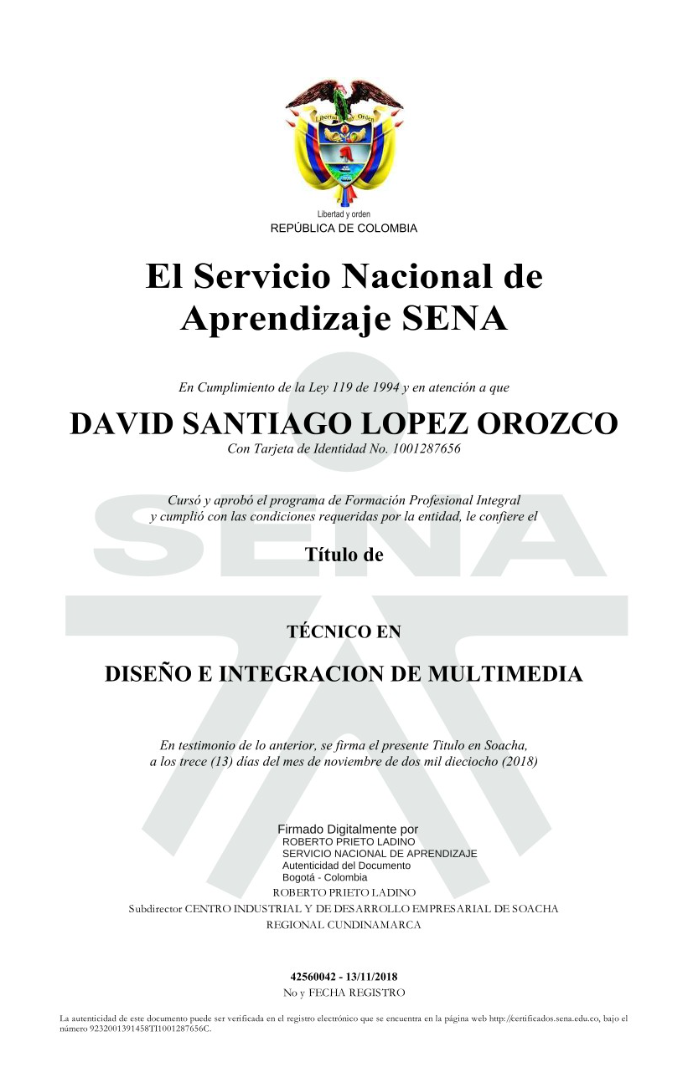 Libertad y Orden
Libertad y orden
REPÚBLICA DE COLOMBIA
El Servicio Nacional de
Aprendizaje SENA
En Cumplimiento de la Ley 119 de 1994 y en atención a que
DAVID SANTIAGO LOPEZ OROZCO
Con Tarjeta de Identidad No. 1001287656
Cursó y aprobó el programa de Formación Profesional Integral
y cumplió con las condiciones requeridas por la entidad, le confiere el
SENA
Título de
TÉCNICO EN
DISEÑO E INTEGRACION DE MULTIMEDIA
En testimonio de lo anterior, se firma el presente Titulo en Soacha,
a los trece (13) días del mes de noviembre de dos mil dieciocho (2018)
Firmado Digitalmente por
ROBERTO PRIETO LADINO
SERVICIO NACIONAL DE APRENDIZAJE
Autenticidad del Documento
Bogotá - Colombia
ROBERTO PRIETO LADINO
Subdirector CENTRO INDUSTRIAL Y DE DESARROLLO EMPRESARIAL DE SOACHA
REGIONAL CUNDINAMARCA
42560042 - 13/11/2018
No y FECHA REGISTRO
La autenticidad de este documento puede ser verificada en el registro electrónico que se encuentra en la página web http://certificados.sena.edu.co, bajo el
número 9232001391458TI1001287656C.